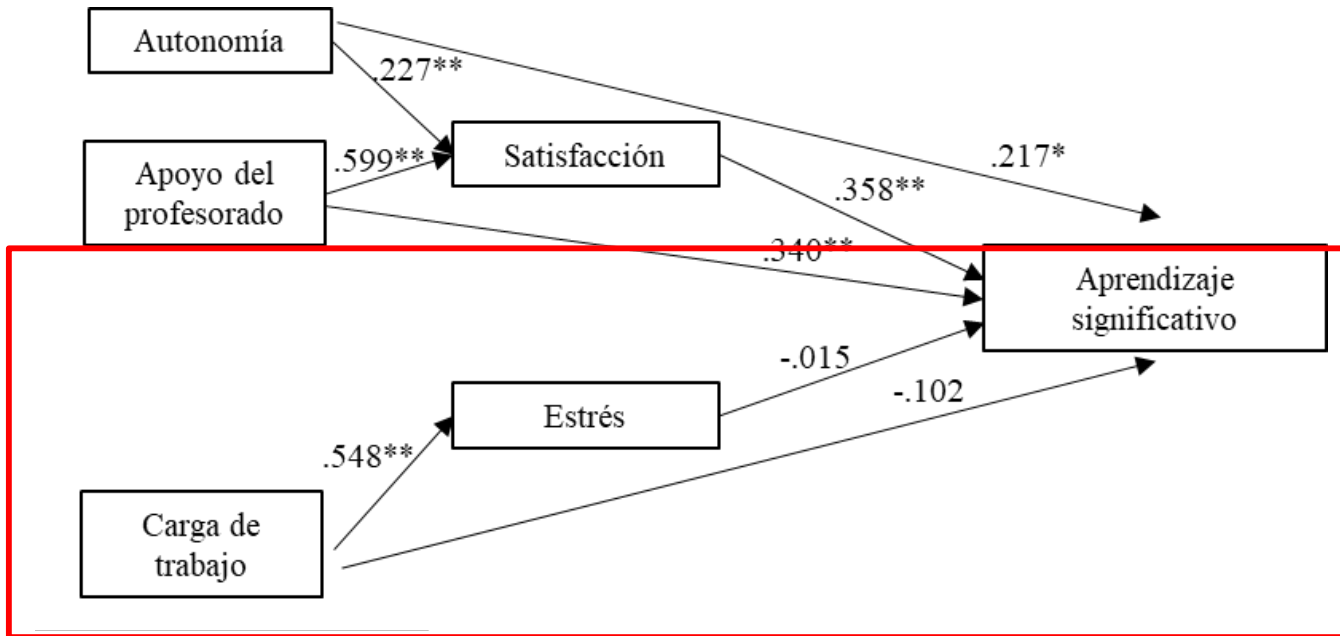 Autonomía
.227**
Apoyo del
profesorado
.599**
Satisfacción
.217*
.358**
.340**
Aprendizaje
significativo
-.015
-.102
Estrés
.548**
Carga de
trabajo